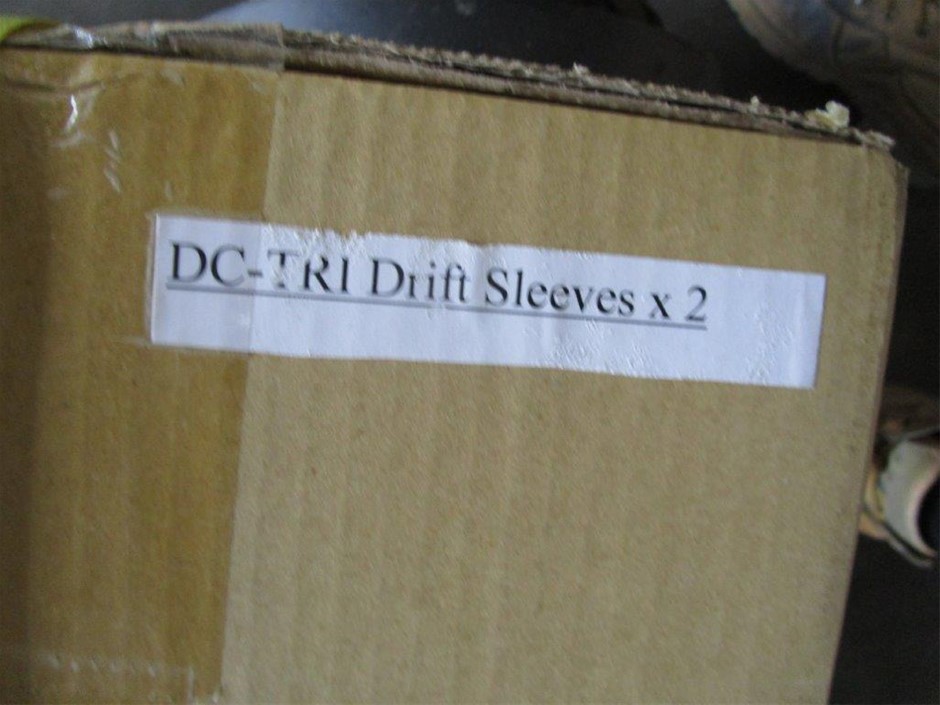 DC-TRI Drift Sleeves x 2